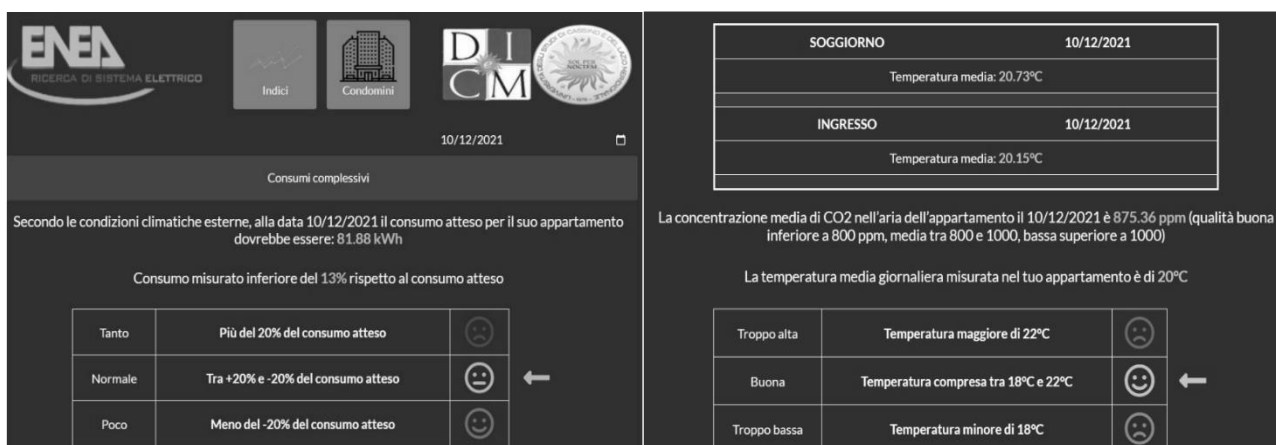 ENEA
RICERCA DI SISTEMA ELETTRICO
Indici
Condomini
D I
C M
SOL PER
NOCTEM
10/12/2021
Consumi complessivi
Secondo le condizioni climatiche esterne, alla data 10/12/2021 il consumo atteso per il suo appartamento
dovrebbe essere: 81.88 kWh
Consumo misurato inferiore del 13% rispetto al consumo atteso
Tanto Più del 20% del consumo atteso
Normale Tra +20% e -20% del consumo atteso
Poco Meno del -20% del consumo atteso
SOGGIORNO 10/12/2021
Temperatura media: 20.73°C
INGRESSO 10/12/2021
Temperatura media: 20.15°C
La concentrazione media di CO2 nell'aria dell'appartamento il 10/12/2021 è 875.36 ppm (qualità buona
inferiore a 800 ppm, media tra 800 e 1000, bassa superiore a 1000)
La temperatura media giornaliera misurata nel tuo appartamento è di 20°C
Troppo alta Temperatura maggiore di 22°C
Buona Temperatura compresa tra 18°C e 22°C
Troppo bassa Temperatura minore di 18°C